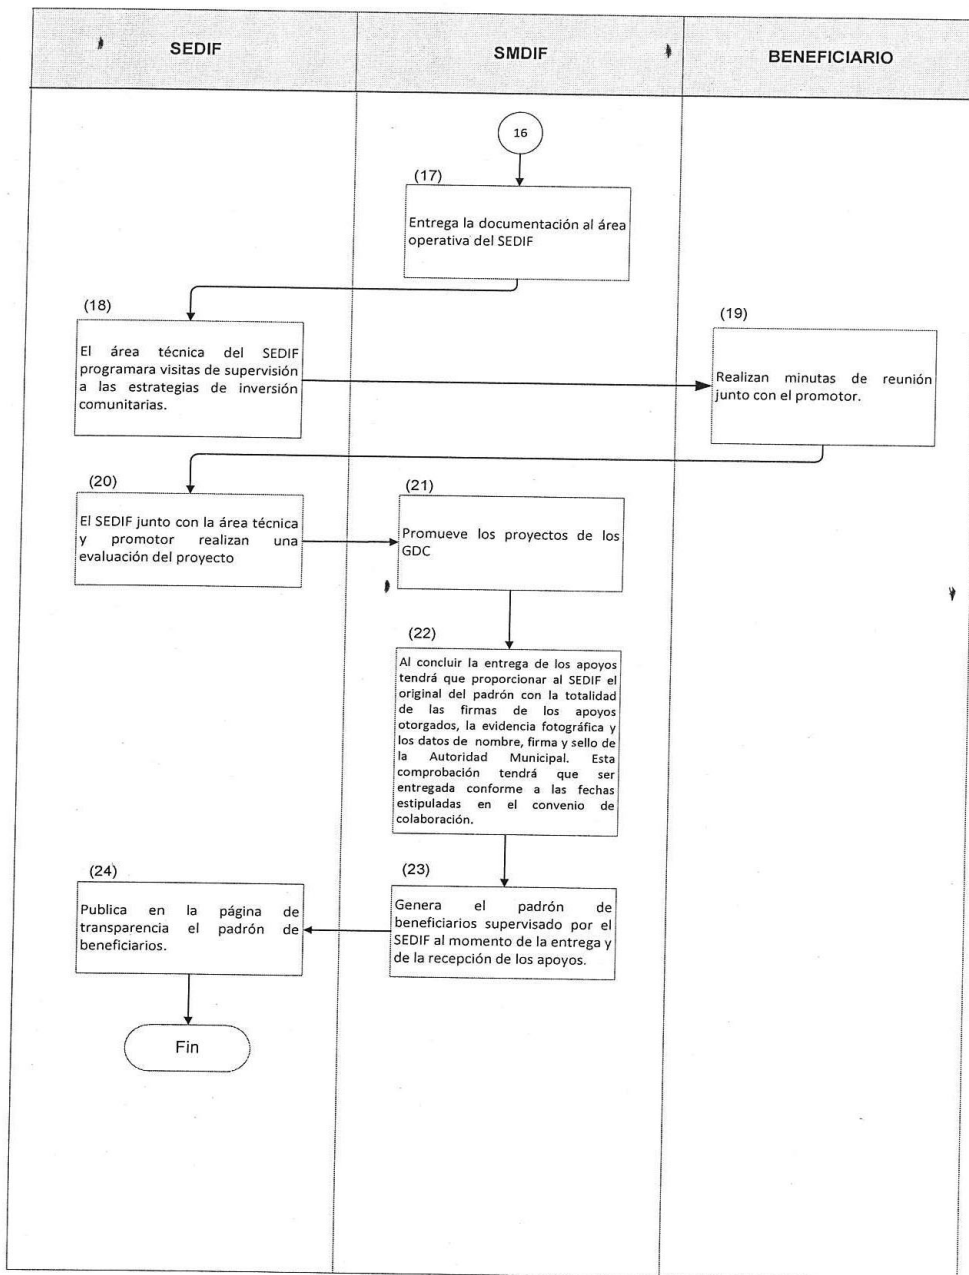 SEDIF
SMDIF
BENEFICIARIO
16
(17)
Entrega la documentación al área
operativa del SEDIF
(18)
El área técnica del SEDIF
programara visitas de supervisión
a las estrategias de inversión
comunitarias.
(19)
Realizan minutas de reunión
junto con el promotor.
(20)
El SEDIF junto con la área técnica
y promotor realizan una
evaluación del proyecto
(21)
Promueve los proyectos de los
GDC
(22)
Al concluir la entrega de los apoyos
tendrá que proporcionar al SEDIF el
original del padrón con la totalidad
de las firmas de los apoyos
otorgados, la evidencia fotográfica y
los datos de nombre, firma y sello de
la Autoridad Municipal. Esta
comprobación tendrá que ser
entregada conforme a las fechas
estipuladas en el convenio de
colaboración.
(23)
Genera el padrón de
beneficiarios supervisado por el
SEDIF al momento de la entrega y
de la recepción de los apoyos.
(24)
Publica en la página de
transparencia el padrón de
beneficiarios.
Fin